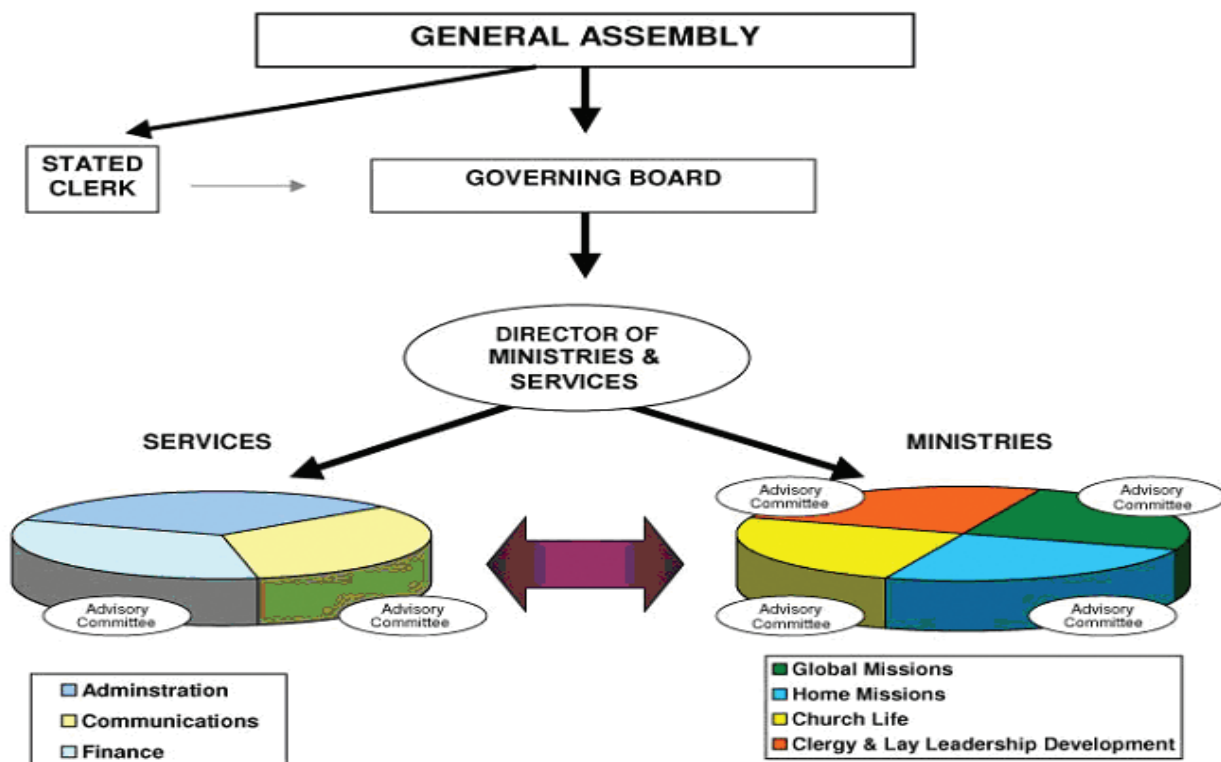 GENERAL ASSEMBLY
STATED
CLERK
GOVERNING BOARD
DIRECTOR OF
MINISTRIES &
SERVICES
SERVICES
MINISTRIES
Advisory
Committee
Advisory
Committee
Advisory
Committee
Advisory
Committee
Advisory
Committee
Advisory
Committee
Adminstration
Communications
Finance
Global Missions
Home Missions
Church Life
Clergy & Lay Leadership Development